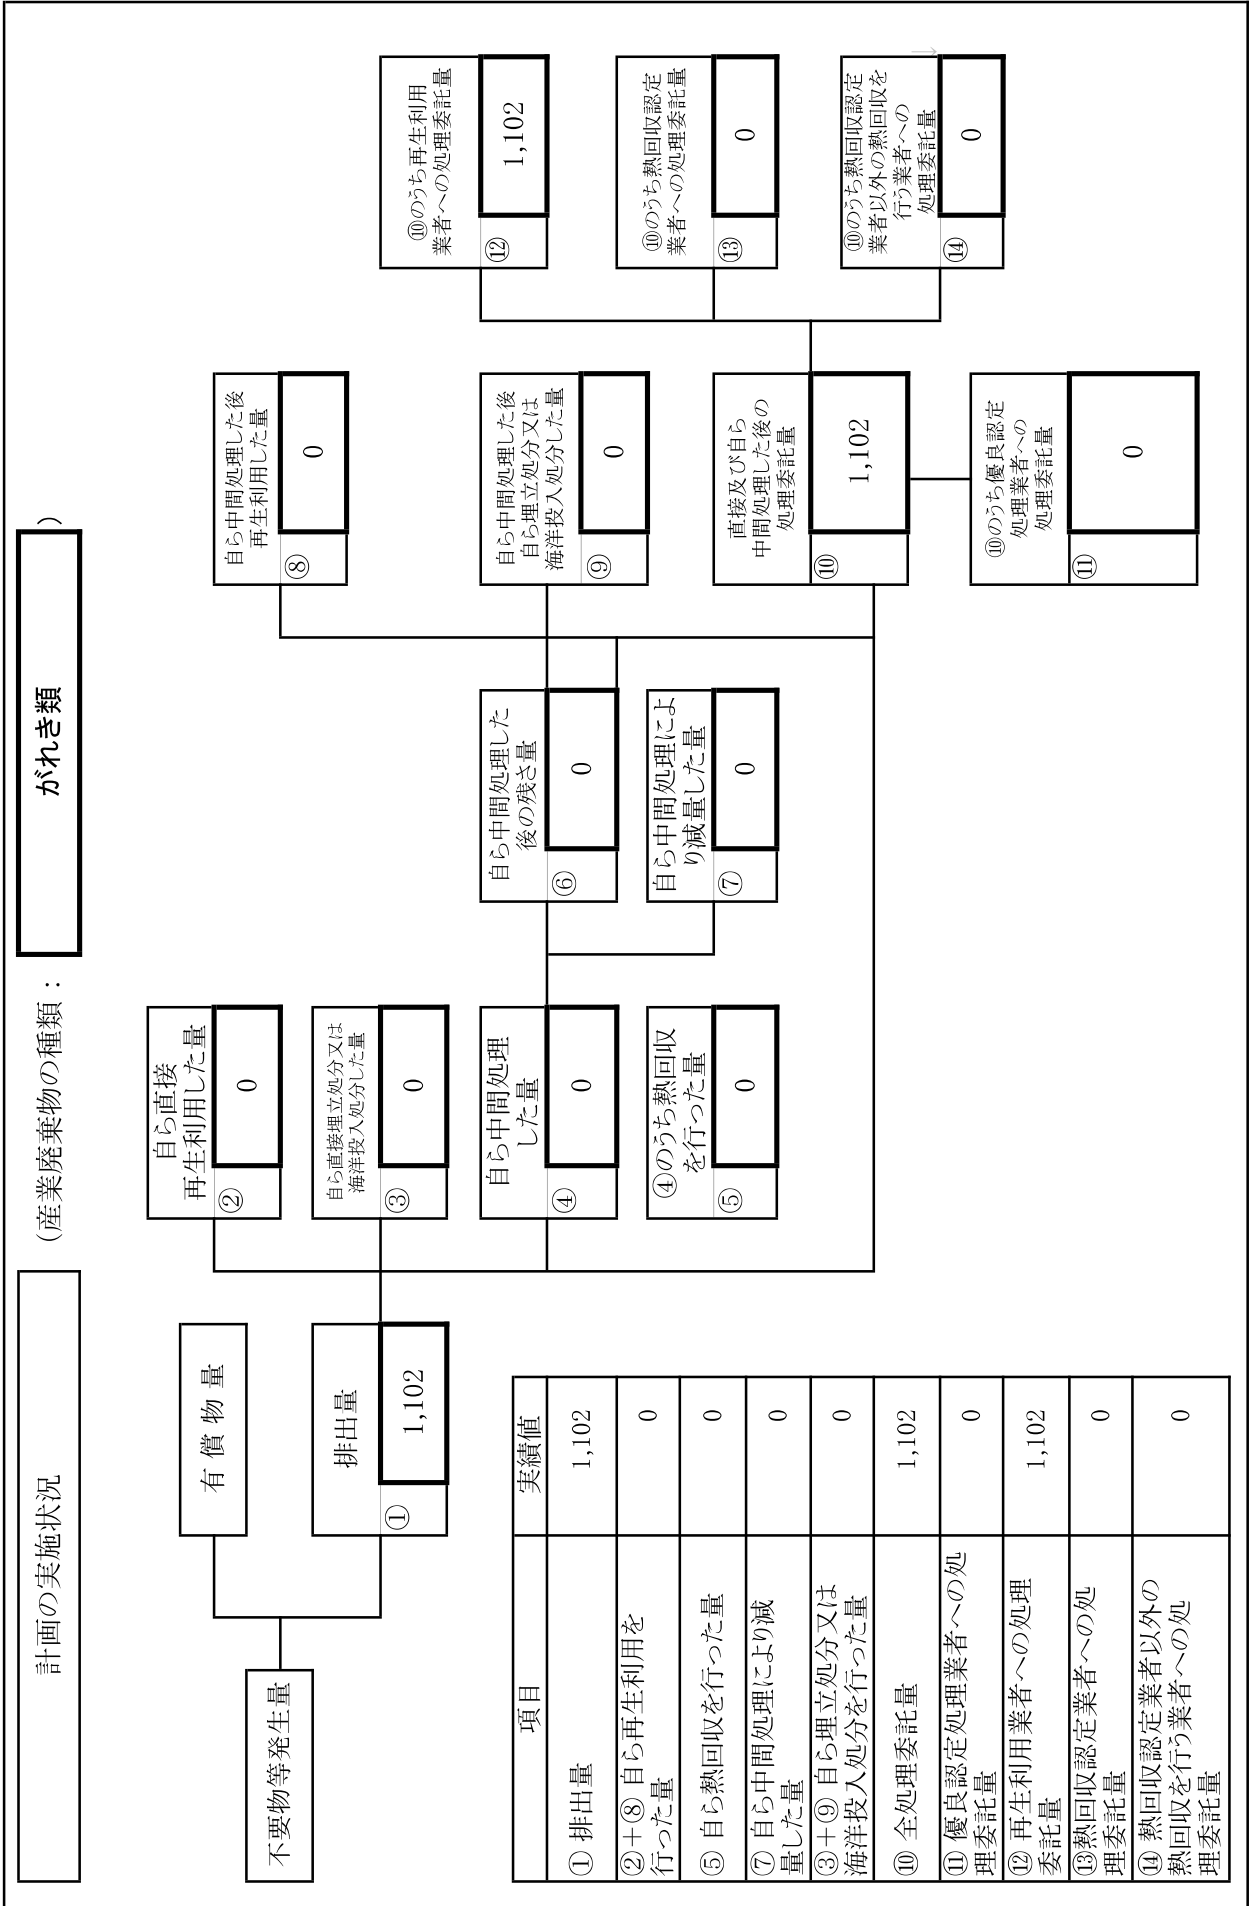 計画の実施状況
(産業廃棄物の種類:
がれき類
)
不要物等発生量
有償物量
排出量
①
1,102
自ら直接
再生利用した量
②
0
自ら直接埋立処分又は
海洋投入処分した量
③
0
自ら中間処理
した量
④
0
④のうち熱回収
を行った量
⑤
0
自ら中間処理した
後の残さ量
⑥
0
自ら中間処理によ
り減量した量
⑦
0
自ら中間処理した後
再生利用した量
⑧
0
自ら中間処理した後
自ら埋立処分又は
海洋投入処分した量
⑨
0
直接及び自ら
中間処理した後の
処理委託量
⑩
1,102
⑩のうち優良認定
処理業者への
処理委託量
⑪
0
⑩のうち再生利用
業者への処理委託量
⑫
1,102
⑩のうち熱回収認定
業者への処理委託量
⑬
0
⑩のうち熱回収認定
業者以外の熱回収を
行う業者への
処理委託量
⑭
0
項目 実績値
① 排出量 1,102
②+⑧ 自ら再生利用を
行った量 0
⑤ 自ら熱回収を行った量 0
⑦ 自ら中間処理により減
量した量 0
③+⑨ 自ら埋立処分又は
海洋投入処分を行った量 0
⑩ 全処理委託量 1,102
⑪ 優良認定処理業者への処
理委託量 0
⑫ 再生利用業者への処理
委託量 1,102
⑬熱回収認定業者への処
理委託量 0
⑭ 熱回収認定業者以外の
熱回収を行う業者への処
理委託量 0